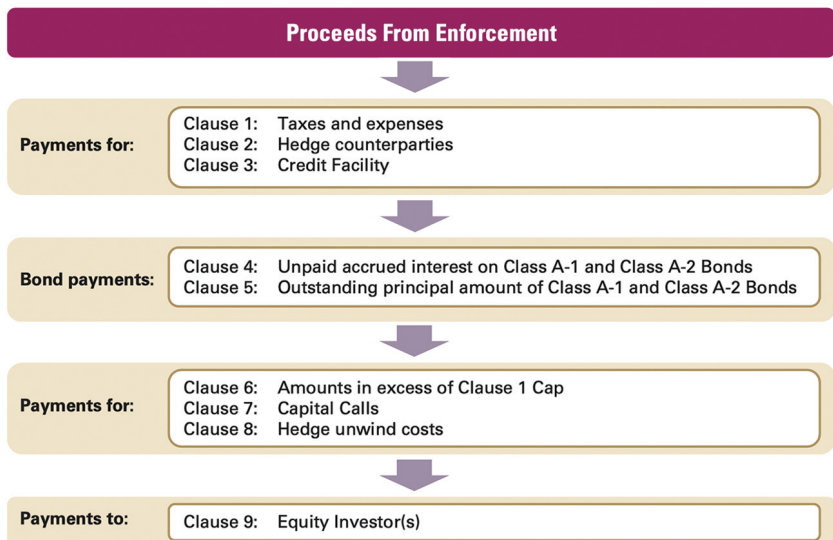 Proceeds From Enforcement
Payments for:
Clause 1: Taxes and expenses
Clause 2: Hedge counterparties
Clause 3: Credit Facility
Bond payments:
Clause 4: Unpaid accrued interest on Class A-1 and Class A-2 Bonds
Clause 5: Outstanding principal amount of Class A-1 and Class A-2 Bonds
Payments for:
Clause 6: Amounts in excess of Clause 1 Cap
Clause 7: Capital Calls
Clause 8: Hedge unwind costs
Payments to:
Clause 9: Equity Investor(s)